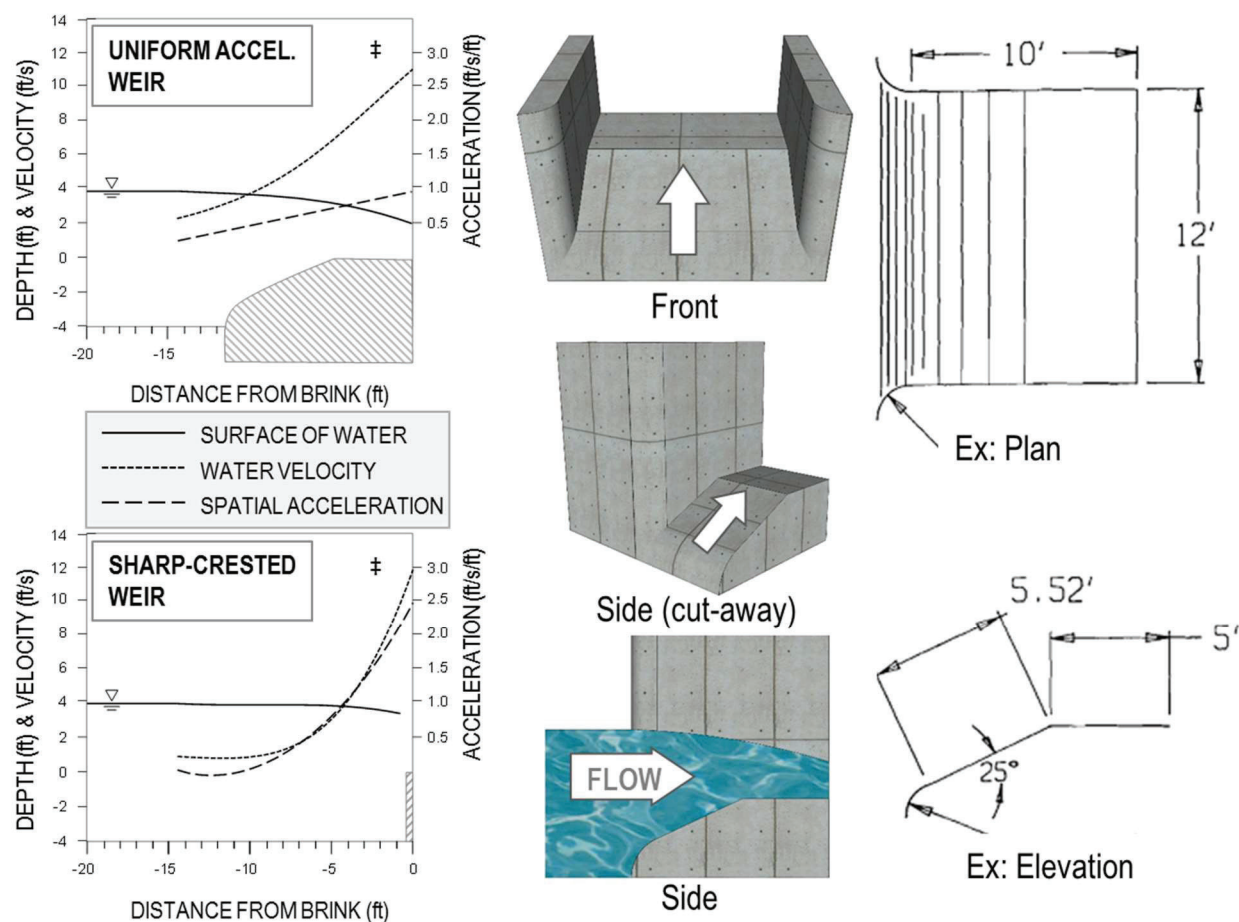 14
12
10
8
6
4
2
0
-2
-4
DEPTH (ft) & VELOCITY (ft/s)
UNIFORM ACCEL.
WEIR
‡
3.0
2.5
2.0
1.5
1.0
0.5
ACCELERATION (ft/s/ft)
-20
-15
DISTANCE FROM BRINK (ft)
SURFACE OF WATER
WATER VELOCITY
SPATIAL ACCELERATION
14
12
10
8
6
4
2
0
-2
-4
DEPTH (ft) & VELOCITY (ft/s)
SHARP-CRESTED
WEIR
‡
3.0
2.5
2.0
1.5
1.0
0.5
ACCELERATION (ft/s/ft)
-20
-15
-10
-5
0
DISTANCE FROM BRINK (ft)
Front
Side (cut-away)
FLOW
Side
10'
12'
Ex: Plan
5.52'
5'
25°
Ex: Elevation